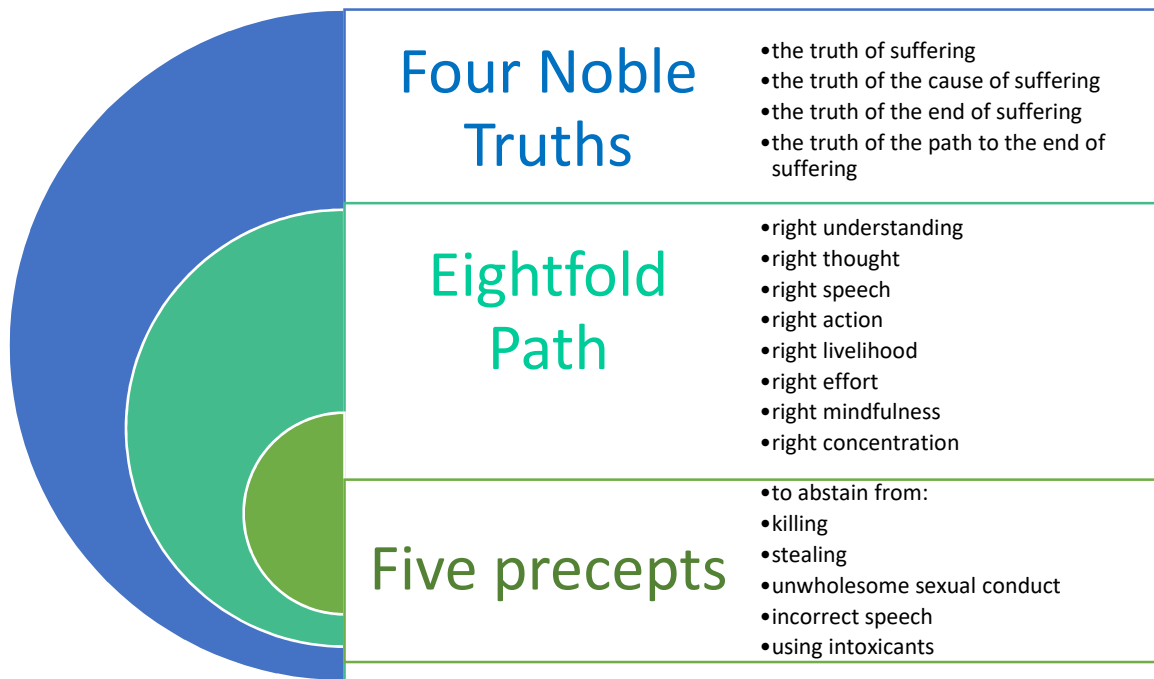 Four Noble
Truths
•the truth of suffering
•the truth of the cause of suffering
•the truth of the end of suffering
•the truth of the path to the end of
suffering
Eightfold
Path
•right understanding
•right thought
•right speech
•right action
•right livelihood
•right effort
•right mindfulness
•right concentration
Five precepts
•to abstain from:
•killing
•stealing
•unwholesome sexual conduct
•incorrect speech
•using intoxicants